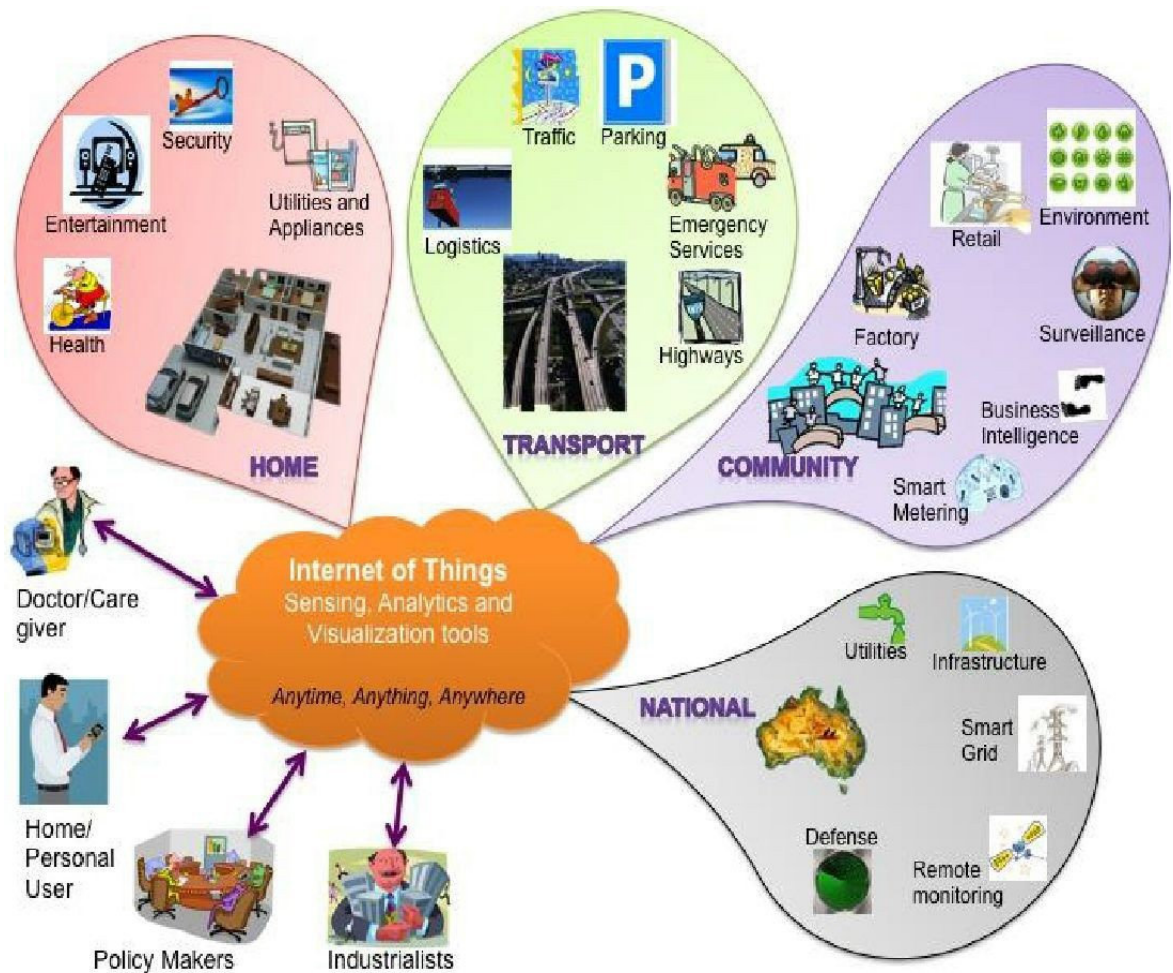 Security
Entertainment
Utilities and
Appliances
Health
HOME
Traffic
P
Parking
Logistics
Emergency
Services
Highways
TRANSPORT
Retail
Environment
Factory
Surveillance
Business
Intelligence
COMMUNITY
Smart
Metering
Doctor/Care
giver
Internet of Things
Sensing, Analytics and
Visualization tools
Anytime, Anything, Anywhere
Utilities
Infrastructure
NATIONAL
Smart
Grid
Defense
Remote
monitoring
Home/
Personal
User
Policy Makers
Industrialists